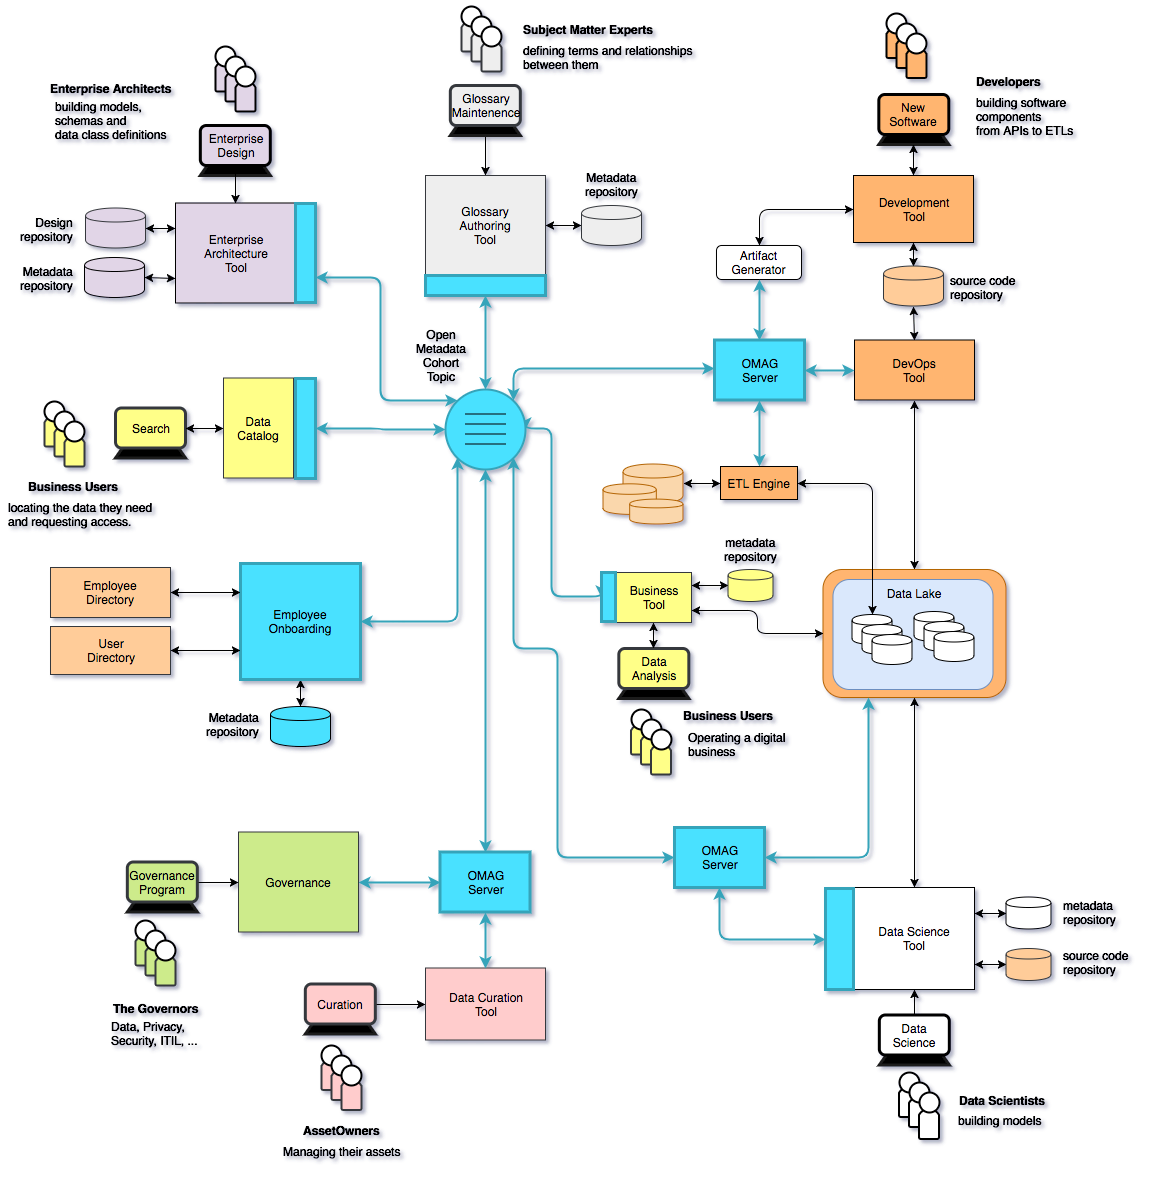 Subject Matter Experts
defining terms and relationships
between them
Enterprise Architects
building models,
schemas and
data class definitions
Enterprise
Design
Glossary
Maintenence
Developers
building software
components
from APIs to ETLs
New
Software
Design
repository
Metadata
repository
Enterprise
Architecture
Tool
Glossary
Authoring
Tool
Metadata
repository
Development
Tool
Artifact
Generator
source code
repository
Open
Metadata
Cohort
Topic
OMAG
Server
DevOps
Tool
Search
Data
Catalog
Business Users
locating the data they need
and requesting access.
ETL Engine
metadata
repository
Employee
Directory
User
Directory
Employee
Onboarding
Metadata
repository
Business
Tool
Data
Analysis
Business Users
Operating a digital
business
Data Lake
Governance
Program
Governance
OMAG
Server
OMAG
Server
The Governors
Data, Privacy,
Security, ITIL, ...
Curation
Data Curation
Tool
AssetOwners
Managing their assets
Data Science
Tool
metadata
repository
source code
repository
Data
Science
Data Scientists
building models